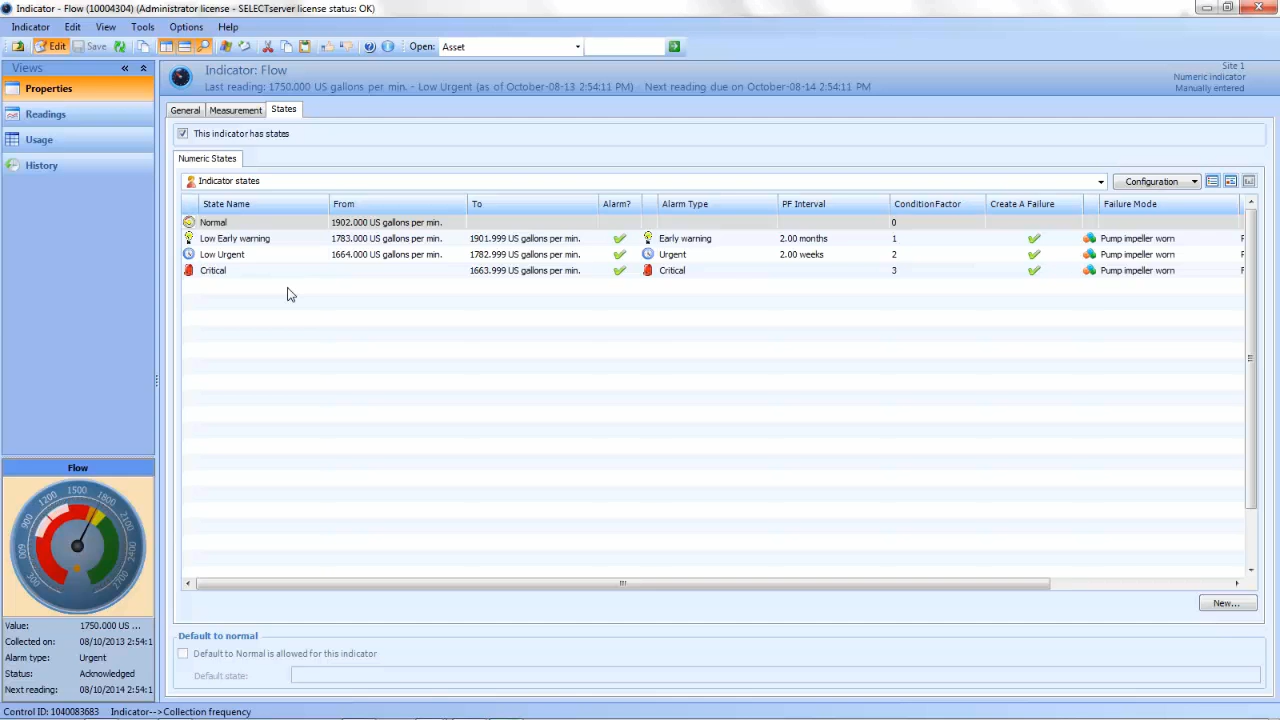 Indicator - Flow (10004304) (Administrator license - SELECTserver license status: OK)
Indicator Edit View Tools Options Help
Edit Save Open: Asset
Views
Properties
Readings
Usage
History
Indicator: Flow
Last reading: 1750.000 US gallons per min. - Low Urgent (as of October-08-13 2:54:11 PM) Next reading due on October-08-14 2:54:11 PM
Site 1
Numeric indicator
Manually entered
General Measurement States
This indicator has states
Numeric States
Indicator states Configuration
State Name From To Alarm? Alarm Type PF Interval ConditionFactor Create A Failure Failure Mode
Normal 1902.000 US gallons per min. 0
Low Early warning 1783.000 US gallons per min. 1901.999 US gallons per min. Early warning 2.00 months 1 Pump impeller worn
Low Urgent 1664.000 US gallons per min. 1782.999 US gallons per min. Urgent 2.00 weeks 2 Pump impeller worn
Critical 1663.999 US gallons per min. Critical 3 Pump impeller worn
New...
Default to normal
Default to Normal is allowed for this indicator
Default state:
Flow
300 600 900 1200 1500 1800 2100 2400 2700
Value: 1750.000 US ...
Collected on: 08/10/2013 2:54:1
Alarm type: Urgent
Status: Acknowledged
Next reading: 08/10/2014 2:54:1
Control ID: 1040083683 Indicator-->Collection frequency